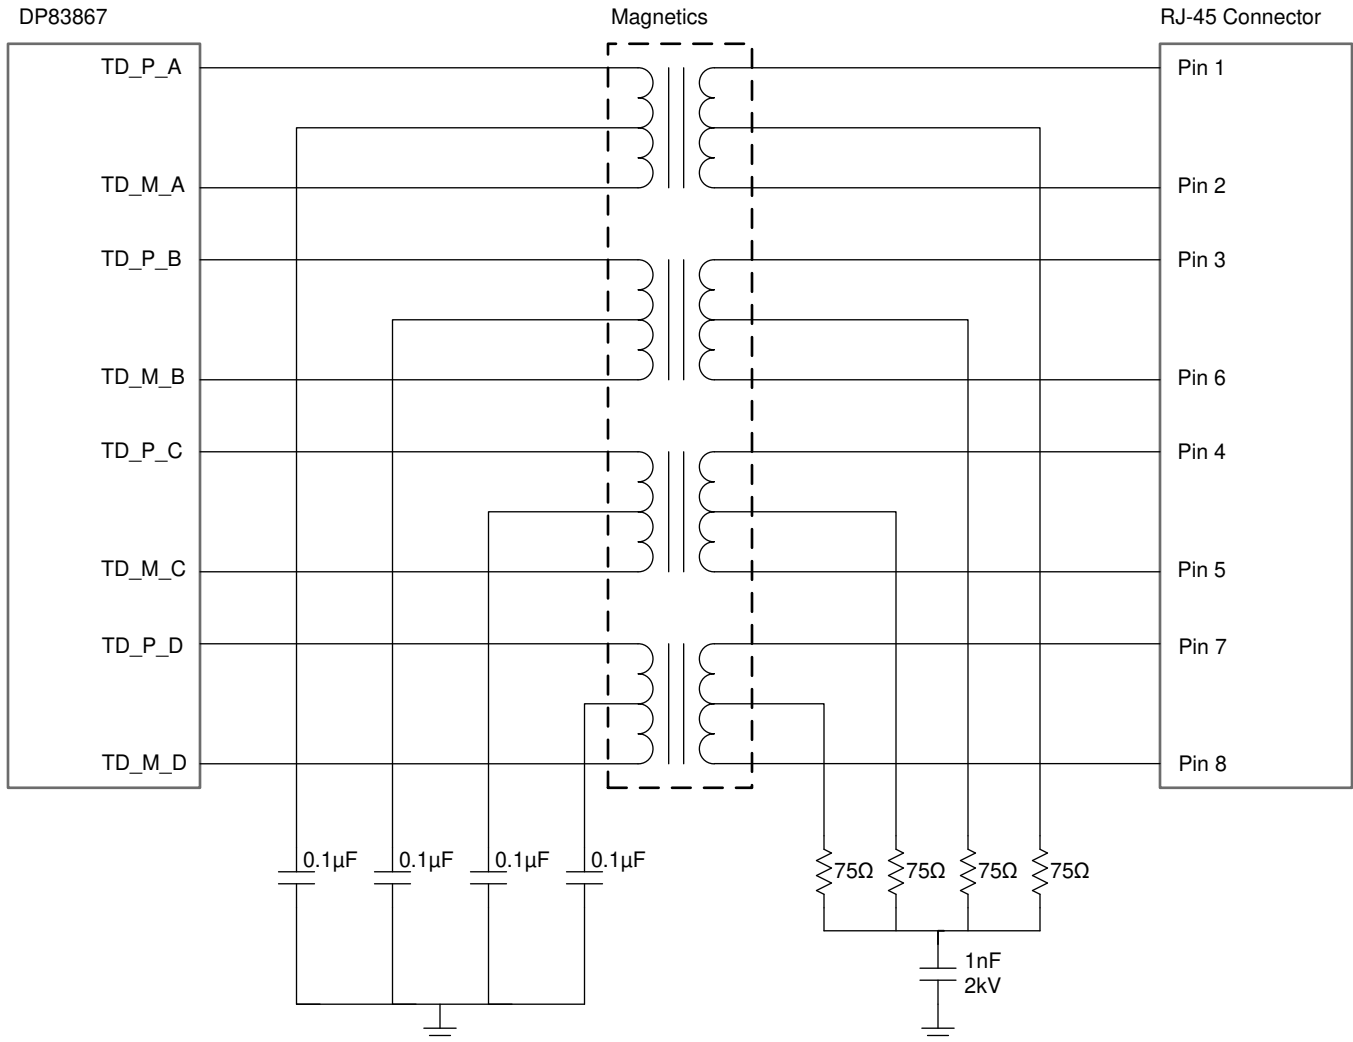 DP83867
Magnetics
RJ-45 Connector
TD_P_A
Pin 1
TD_M_A
Pin 2
TD_P_B
Pin 3
TD_M_B
Pin 6
TD_P_C
Pin 4
TD_M_C
Pin 5
TD_P_D
Pin 7
TD_M_D
Pin 8
0.1µF
0.1µF
0.1µF
0.1µF
75Ω
75Ω
75Ω
75Ω
1nF
2kV